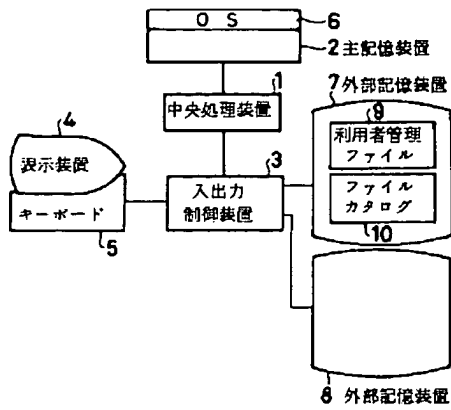 OS
6
2 主記憶装置
1
中央処理装置
7 外部記憶装置
9
利用者管理
ファイル
ファイル
カタログ
10
4
表示装置
キーボード
5
3
入出力
制御装置
8 外部記憶装置